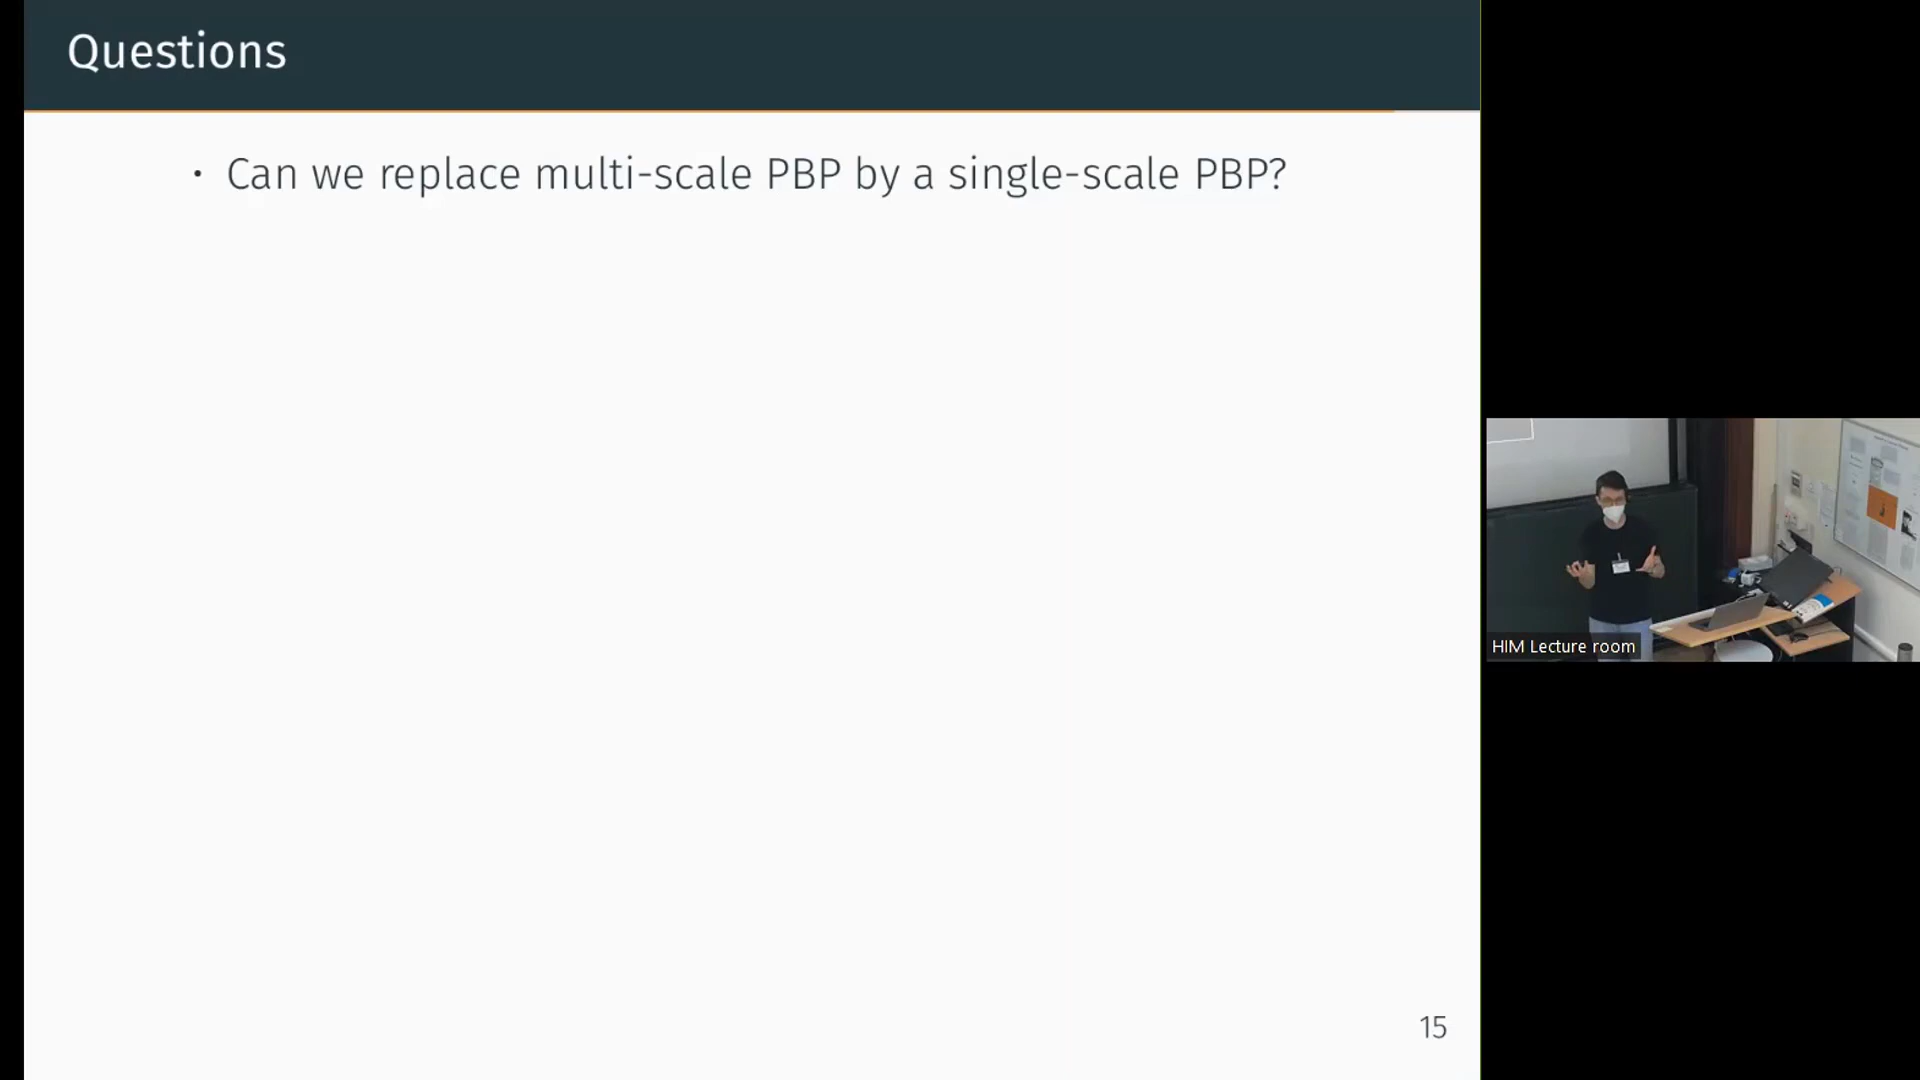 Questions
· Can we replace multi-scale PBP by a single-scale PBP?
HIM Lecture room
15